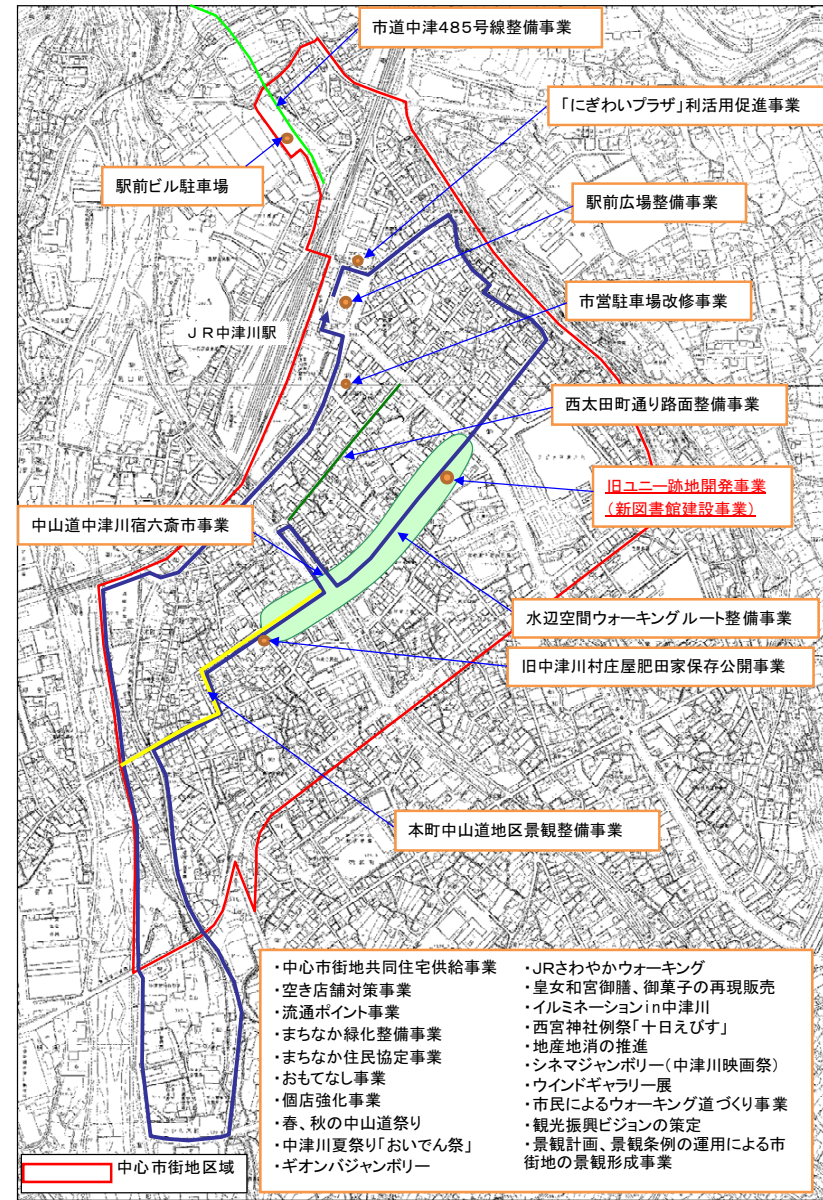 市道中津485号線整備事業
「にぎわいプラザ」利活用促進事業
駅前ビル駐車場
駅前広場整備事業
市営駐車場改修事業
JR中津川駅
西太田町通り路面整備事業
旧ユニー跡地開発事業
(新図書館建設事業)
中山道中津川宿六斎市事業
水辺空間ウォーキングルート整備事業
旧中津川村庄屋肥田家保存公開事業
本町中山道地区景観整備事業
・中心市街地共同住宅供給事業
・空き店舗対策事業
・流通ポイント事業
・まちなか緑化整備事業
・まちなか住民協定事業
・おもてなし事業
・個店強化事業
・春、秋の中山道祭り
・中津川夏祭り「おいでん祭」
・ギオンバジャンボリー
・JRさわやかウォーキング
・皇女和宮御膳、御菓子の再現販売
・イルミネーションin中津川
・西宮神社例祭「十日えびす」
・地産地消の推進
・シネマジャンボリー(中津川映画祭)
・ウインドギャラリー展
・市民によるウォーキング道づくり事業
・観光振興ビジョンの策定
・景観計画、景観条例の運用による市
街地の景観形成事業
中心市街地区域